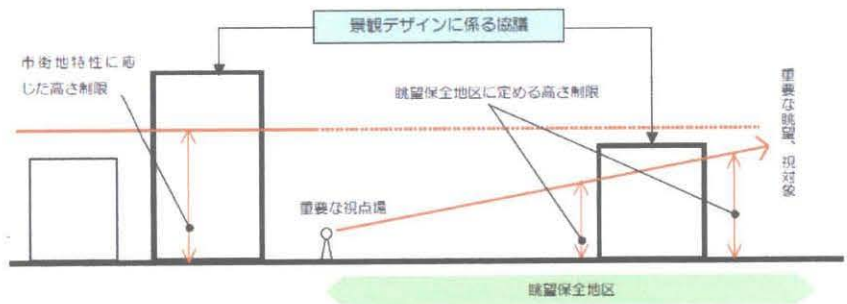 景観デザインに係る協議
市街地特性に応
じた高さ制限
眺望保全地区に定める高さ制限
重要な眺望、視対象
重要な視点場
眺望保全地区